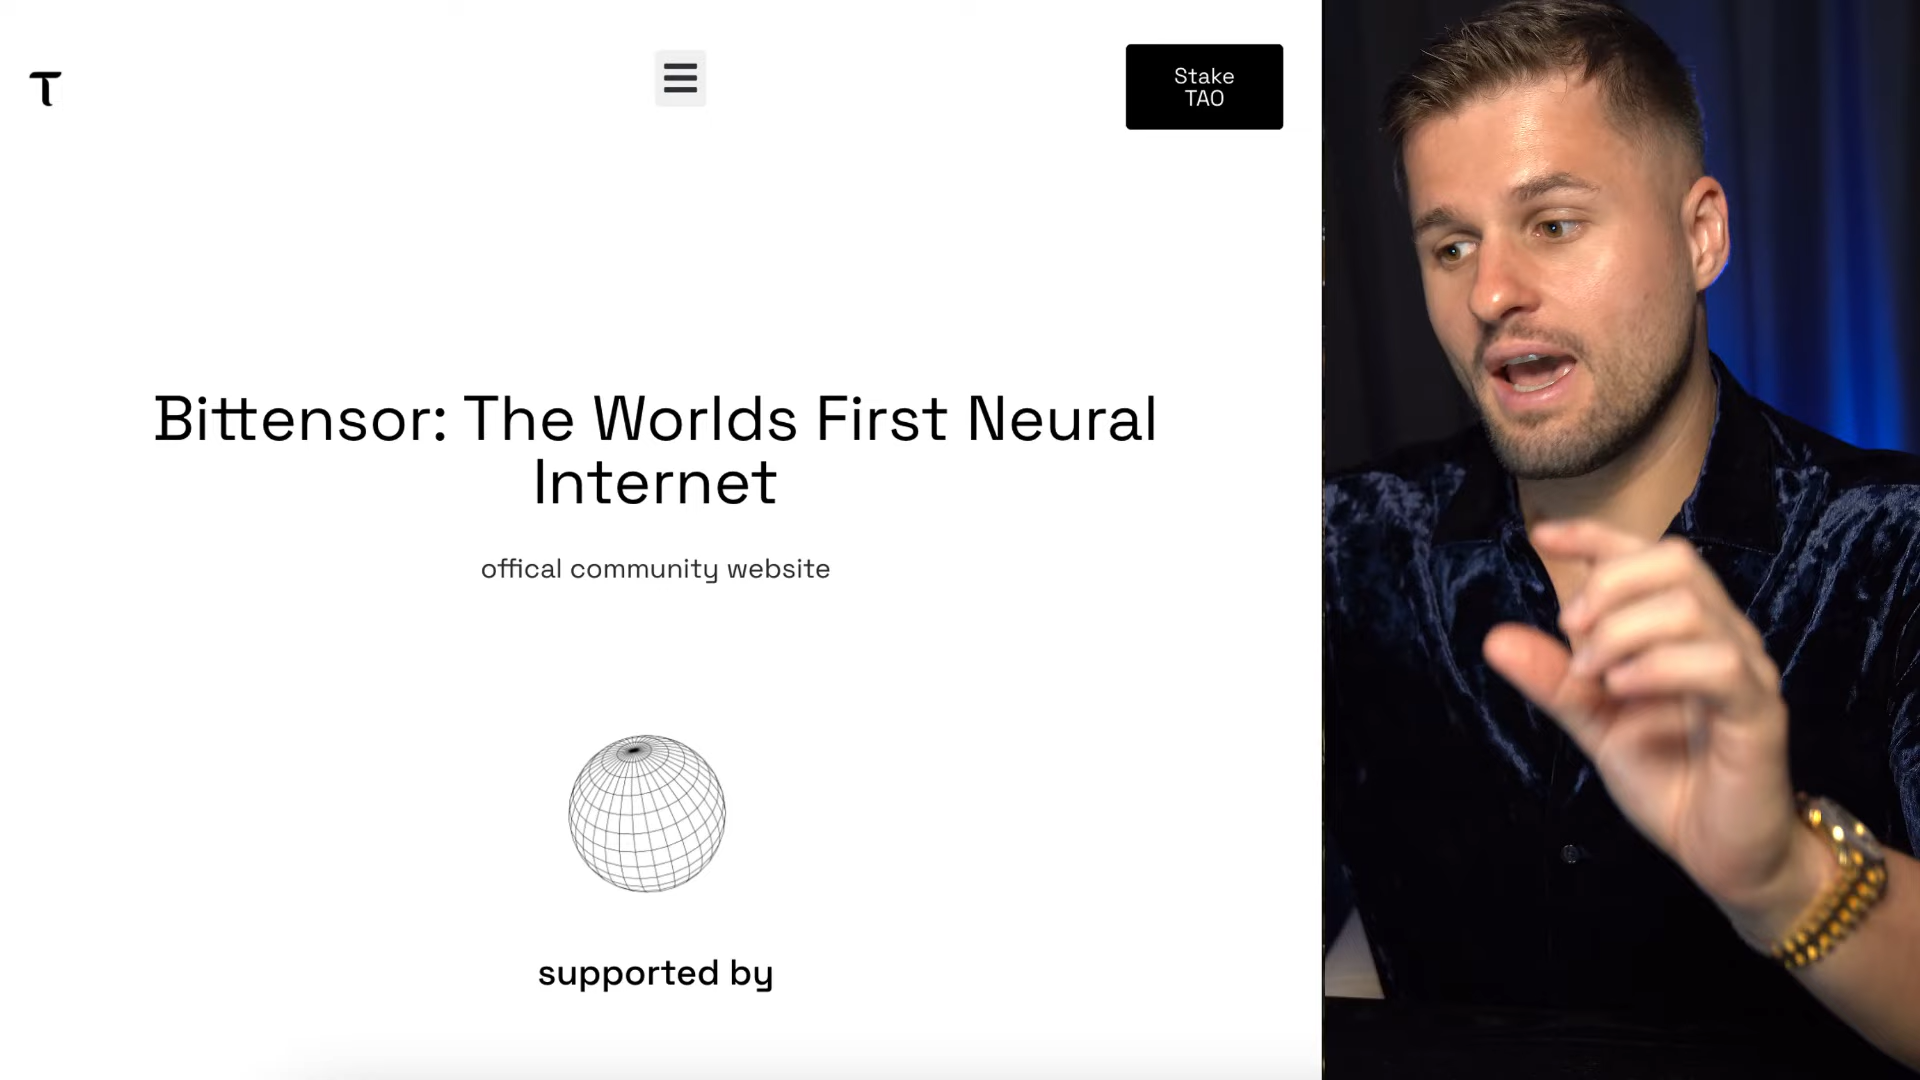 τ
Stake
TAO
Bittensor: The Worlds First Neural
Internet
offical community website
supported by